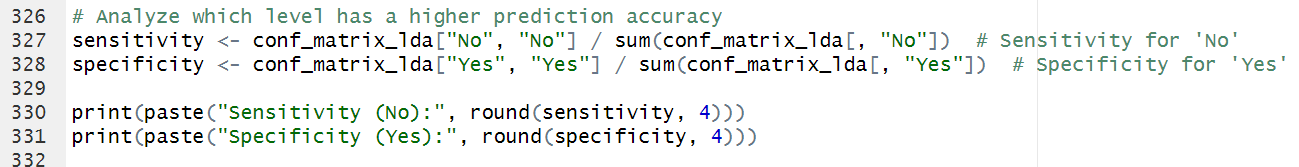 326 # Analyze which level has a higher prediction accuracy
327 sensitivity <- conf_matrix_lda["No", "No"] / sum(conf_matrix_lda[, "No"])  # Sensitivity for 'No'
328 specificity <- conf_matrix_lda["Yes", "Yes"] / sum(conf_matrix_lda[, "Yes"])  # Specificity for 'Yes'
329
330 print(paste("Sensitivity (No):", round(sensitivity, 4)))
331 print(paste("Specificity (Yes):", round(specificity, 4)))
332